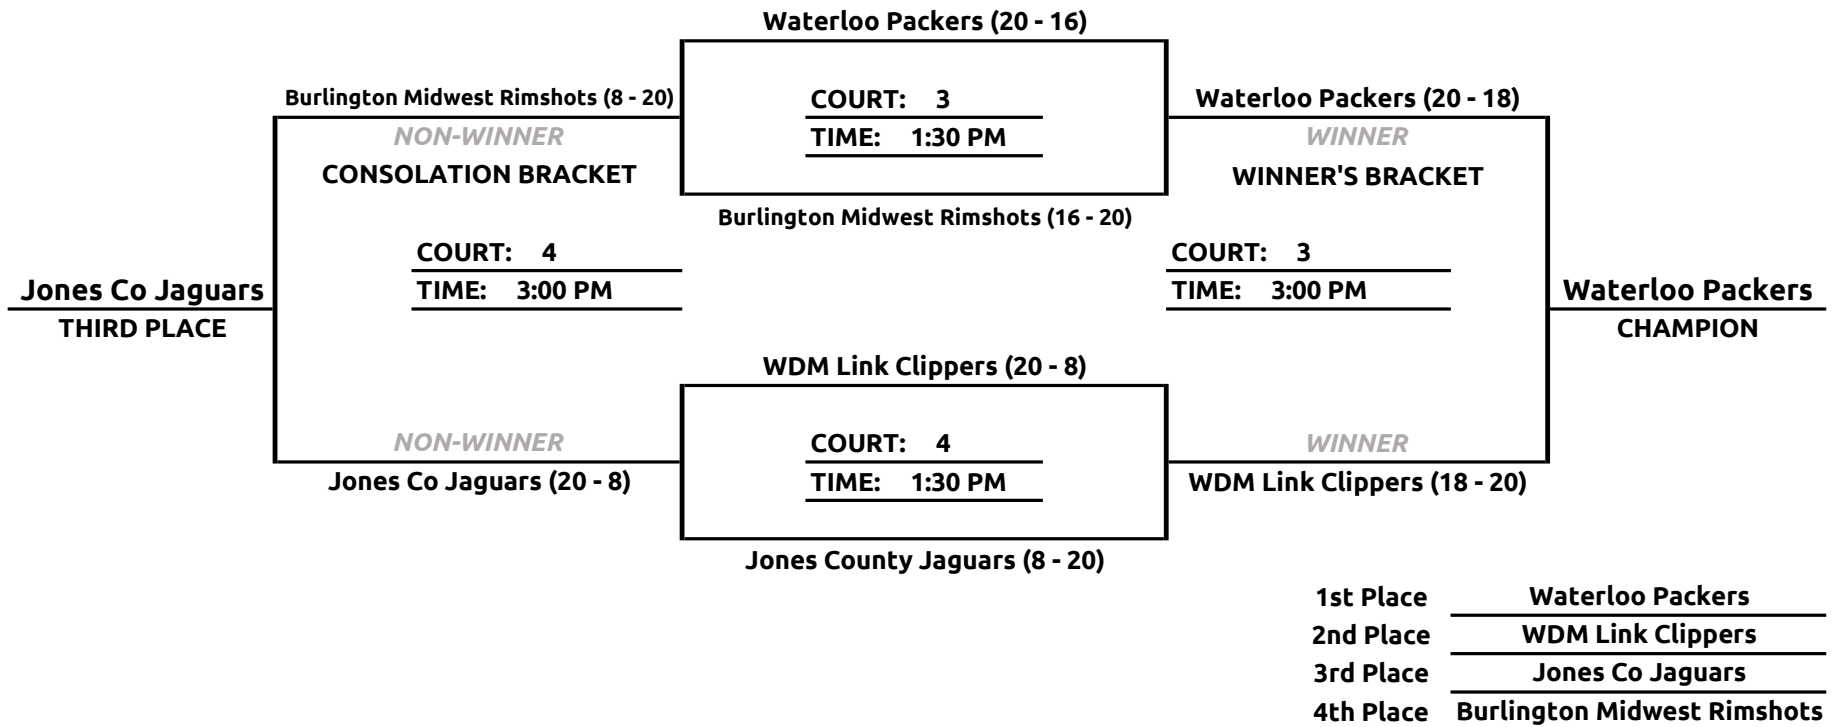 Waterloo Packers (20 - 16)
Burlington Midwest Rimshots (8 - 20)
COURT: 3
Waterloo Packers (20 - 18)
NON-WINNER
TIME: 1:30 PM
WINNER
CONSOLATION BRACKET
WINNER'S BRACKET
Burlington Midwest Rimshots (16 - 20)
COURT: 4
COURT: 3
Jones Co Jaguars
TIME: 3:00 PM
TIME: 3:00 PM
Waterloo Packers
THIRD PLACE
CHAMPION
WDM Link Clippers (20 - 8)
NON-WINNER
COURT: 4
WINNER
Jones Co Jaguars (20 - 8)
TIME: 1:30 PM
WDM Link Clippers (18 - 20)
Jones County Jaguars (8 - 20)
1st Place Waterloo Packers
2nd Place WDM Link Clippers
3rd Place Jones Co Jaguars
4th Place Burlington Midwest Rimshots